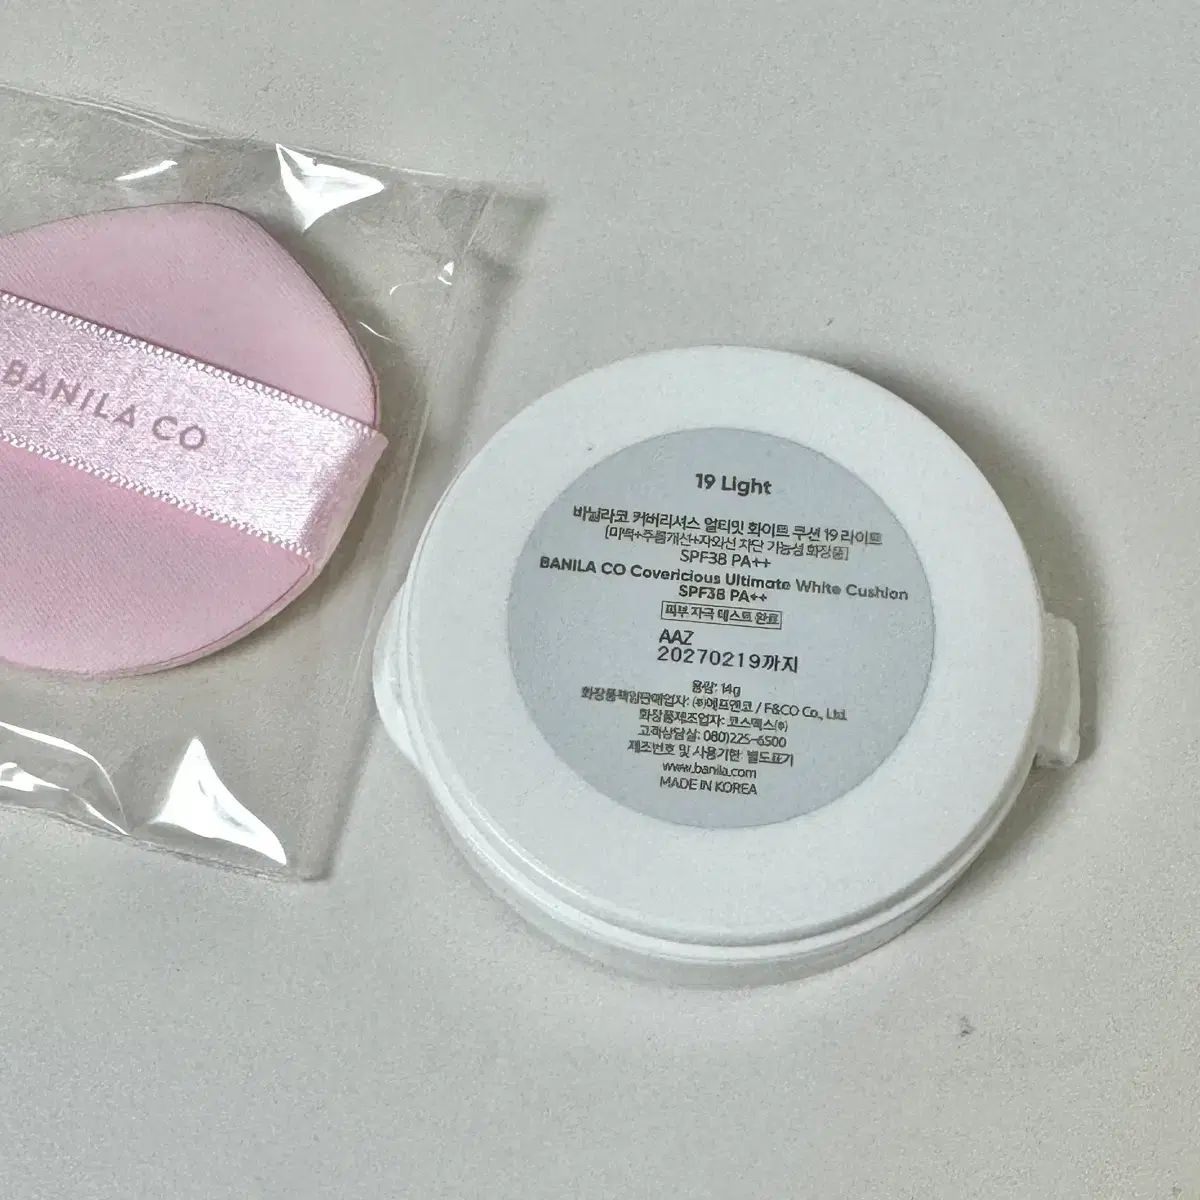 BANILA CO
19 Light
바닐라코 커버리셔스 얼티밋 화이트 쿠션 19 라이트
[미백+주름개선+자외선 차단 기능성 화장품]
SPF38 PA++
BANILA CO Covericious Ultimate White Cushion
SPF38 PA++
피부 자극 테스트 완료
AAZ
20270219까지
용량: 14g
화장품책임판매업자: ㈜에프앤코 / F&CO Co., Ltd.
화장품제조업자: 코스맥스㈜
고객상담실: 080)225-6500
제조번호 및 사용기한: 별도표기
www.banila.com
MADE IN KOREA